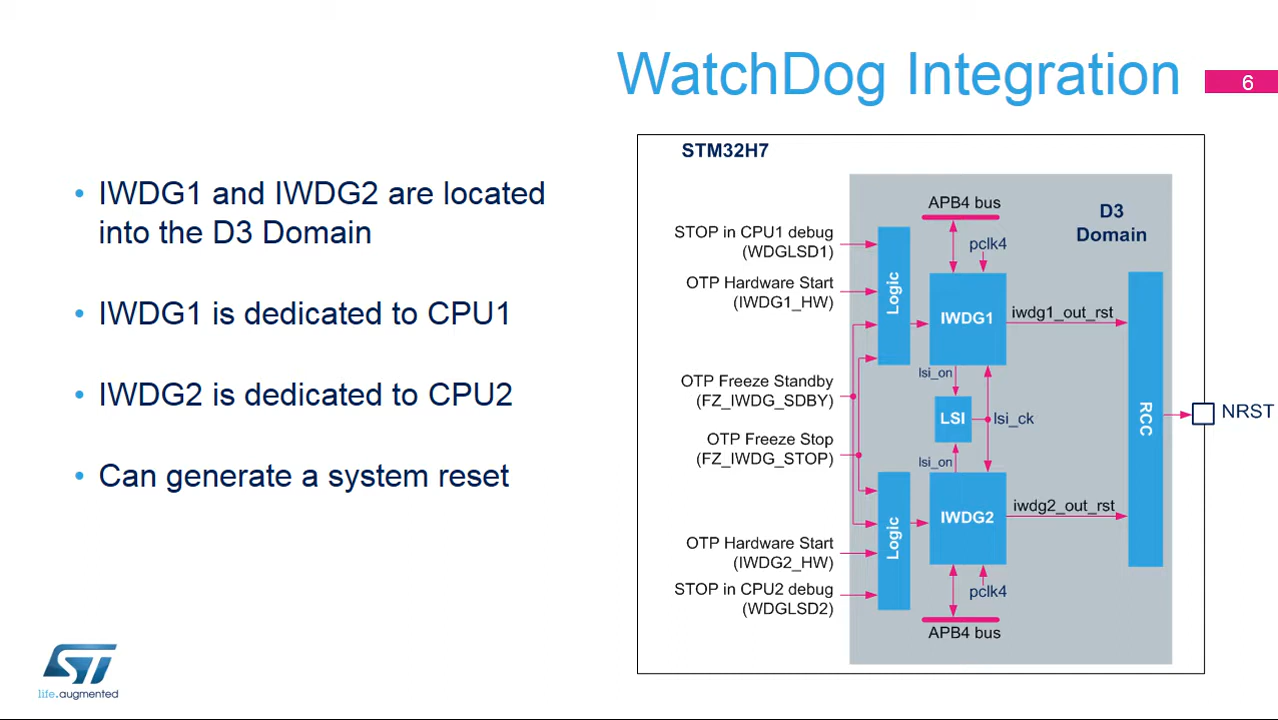 WatchDog Integration
6
• IWDG1 and IWDG2 are located
into the D3 Domain
• IWDG1 is dedicated to CPU1
• IWDG2 is dedicated to CPU2
• Can generate a system reset
STM32H7
APB4 bus
D3
Domain
STOP in CPU1 debug
(WDGLSD1)
pclk4
OTP Hardware Start
(IWDG1_HW)
Logic
IWDG1
iwdg1_out_rst
lsi_on
OTP Freeze Standby
(FZ_IWDG_SDBY)
LSI
lsi_ck
RCC
NRST
OTP Freeze Stop
(FZ_IWDG_STOP)
lsi_on
Logic
IWDG2
iwdg2_out_rst
OTP Hardware Start
(IWDG2_HW)
STOP in CPU2 debug
(WDGLSD2)
pclk4
APB4 bus
ST
life.augmented